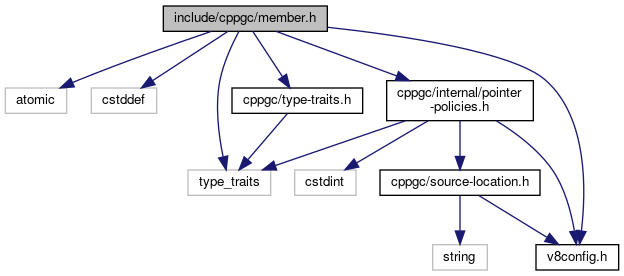 include/cppgc/member.h
atomic
cstddef
cppgc/type-traits.h
cppgc/internal/pointer
-policies.h
type_traits
cstdint
cppgc/source-location.h
string
v8config.h